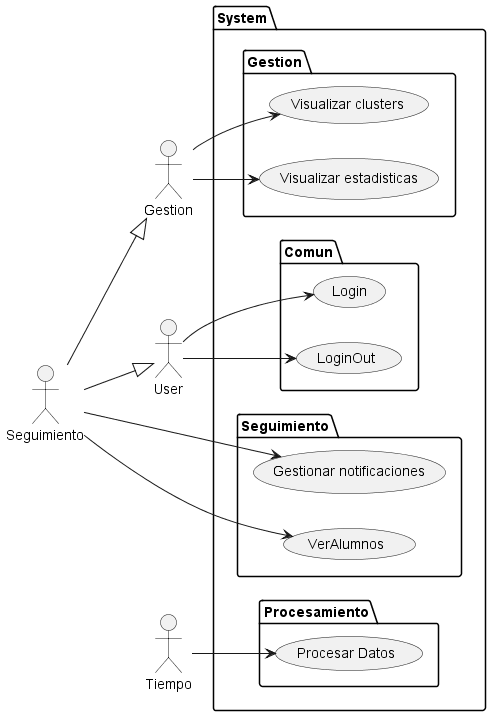 System
Gestion
Visualizar clusters
Visualizar estadisticas
Gestion
Comun
Login
LoginOut
User
Seguimiento
Seguimiento
Gestionar notificaciones
VerAlumnos
Procesamiento
Procesar Datos
Tiempo